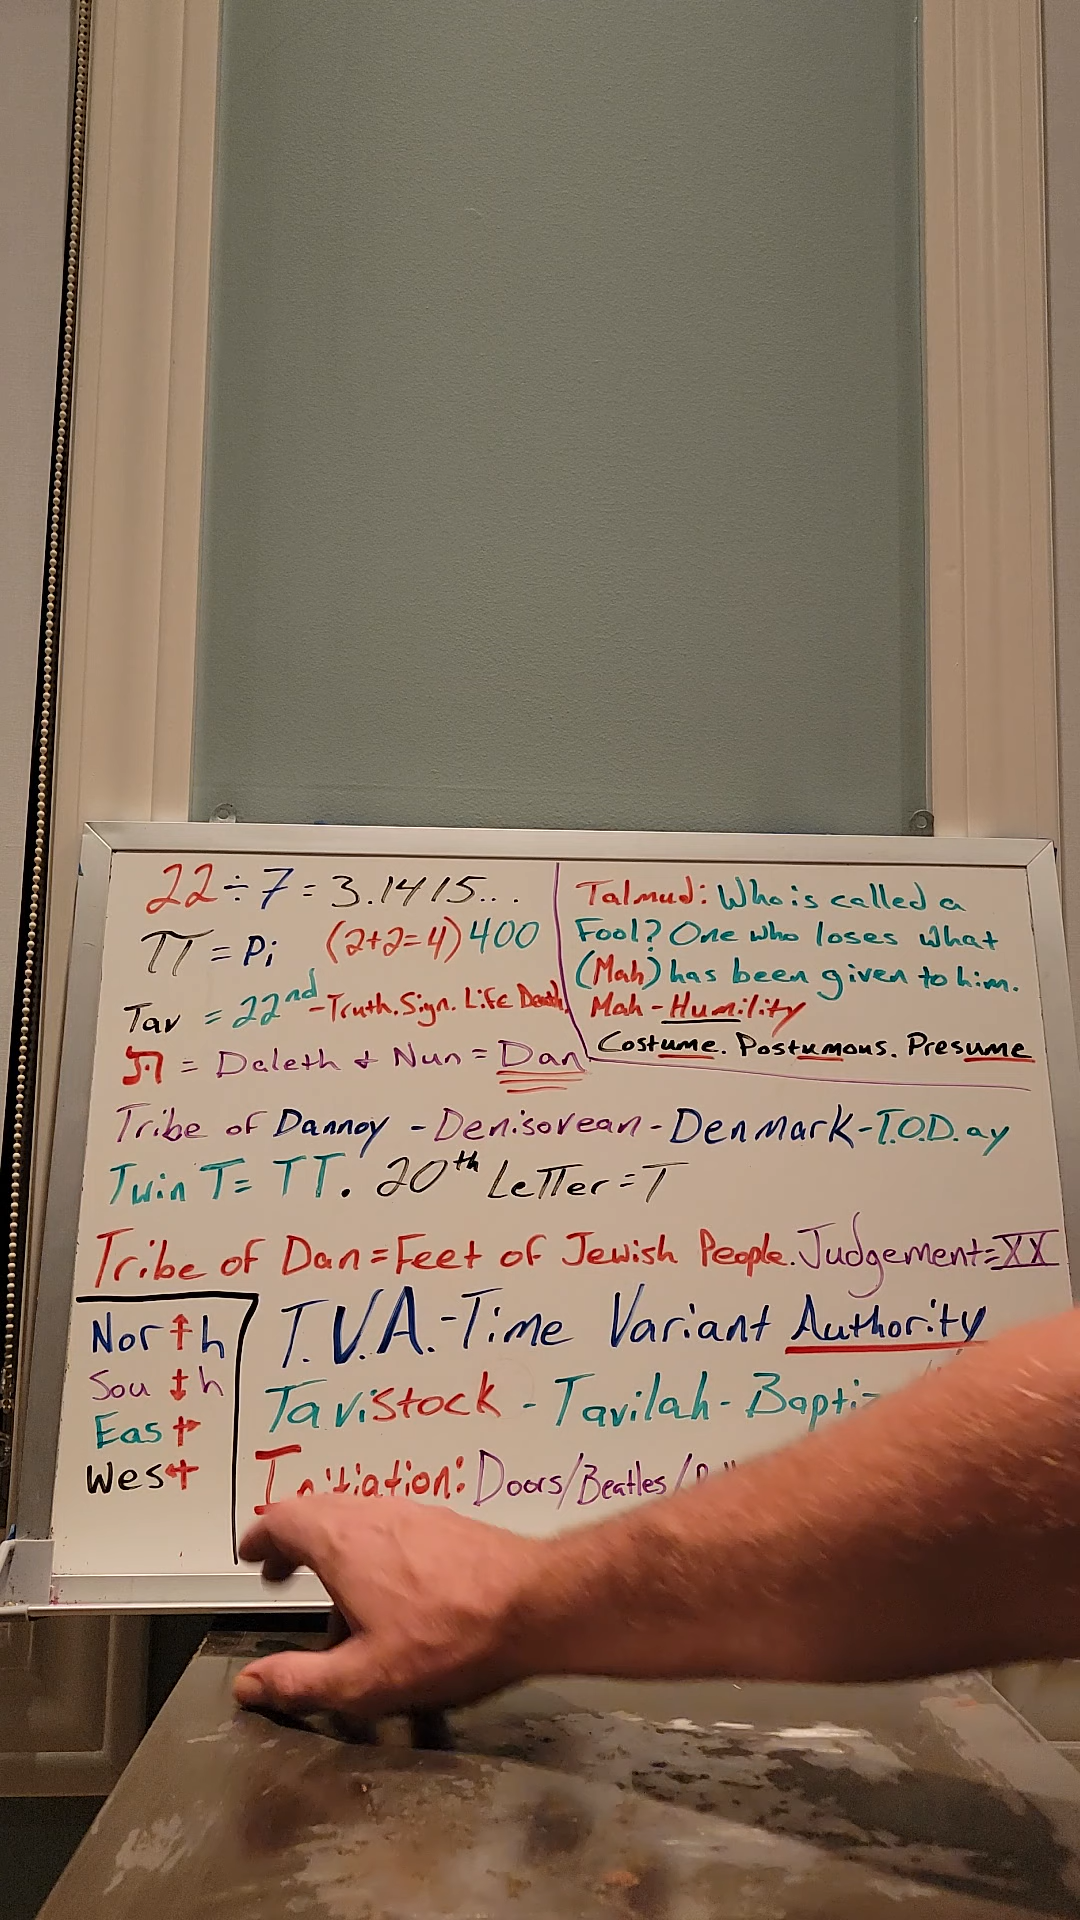 22 ÷ 7 = 3.1415...
π = Pi (2+2=4) 400
Tav = 22nd - Truth. Sign. Life Death.
ת = Daleth & Nun = Dan
Talmud: Who is called a
Fool? One who loses what
(Mah) has been given to him.
Mah - Humility
Costume. Postumous. Presume
Tribe of Dannoy - Denisovean - Denmark - T.O.D.ay
Twin T = TT. 20th Letter = T
Tribe of Dan = Feet of Jewish People. Judgement = XX
North
South
East
West
T.V.A. - Time Variant Authority
Tavistock - Tavilah - Bapti
Initiation: Doors/Beatles/